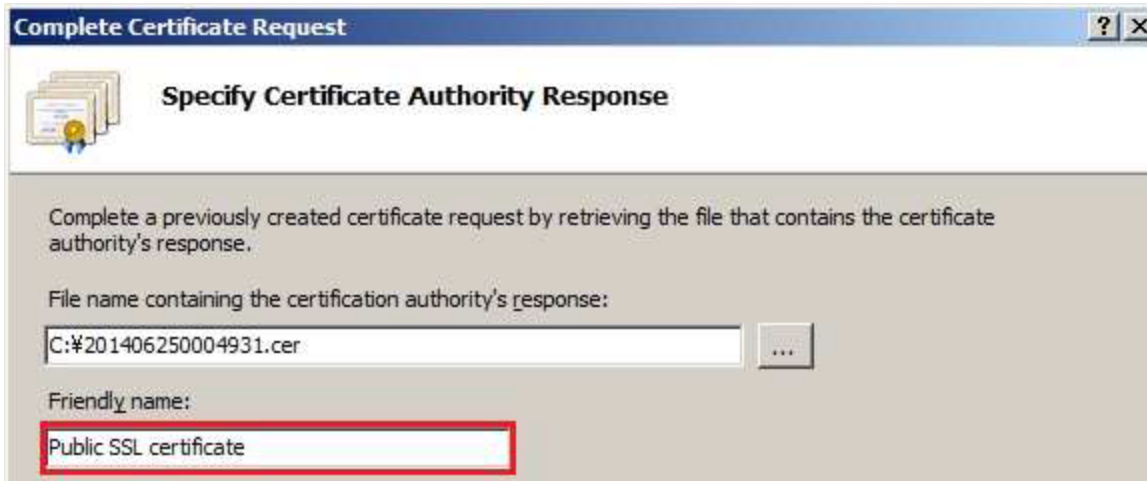 Complete Certificate Request
Specify Certificate Authority Response
Complete a previously created certificate request by retrieving the file that contains the certificate
authority's response.
File name containing the certification authority's response:
C:¥201406250004931.cer
...
Friendly name:
Public SSL certificate